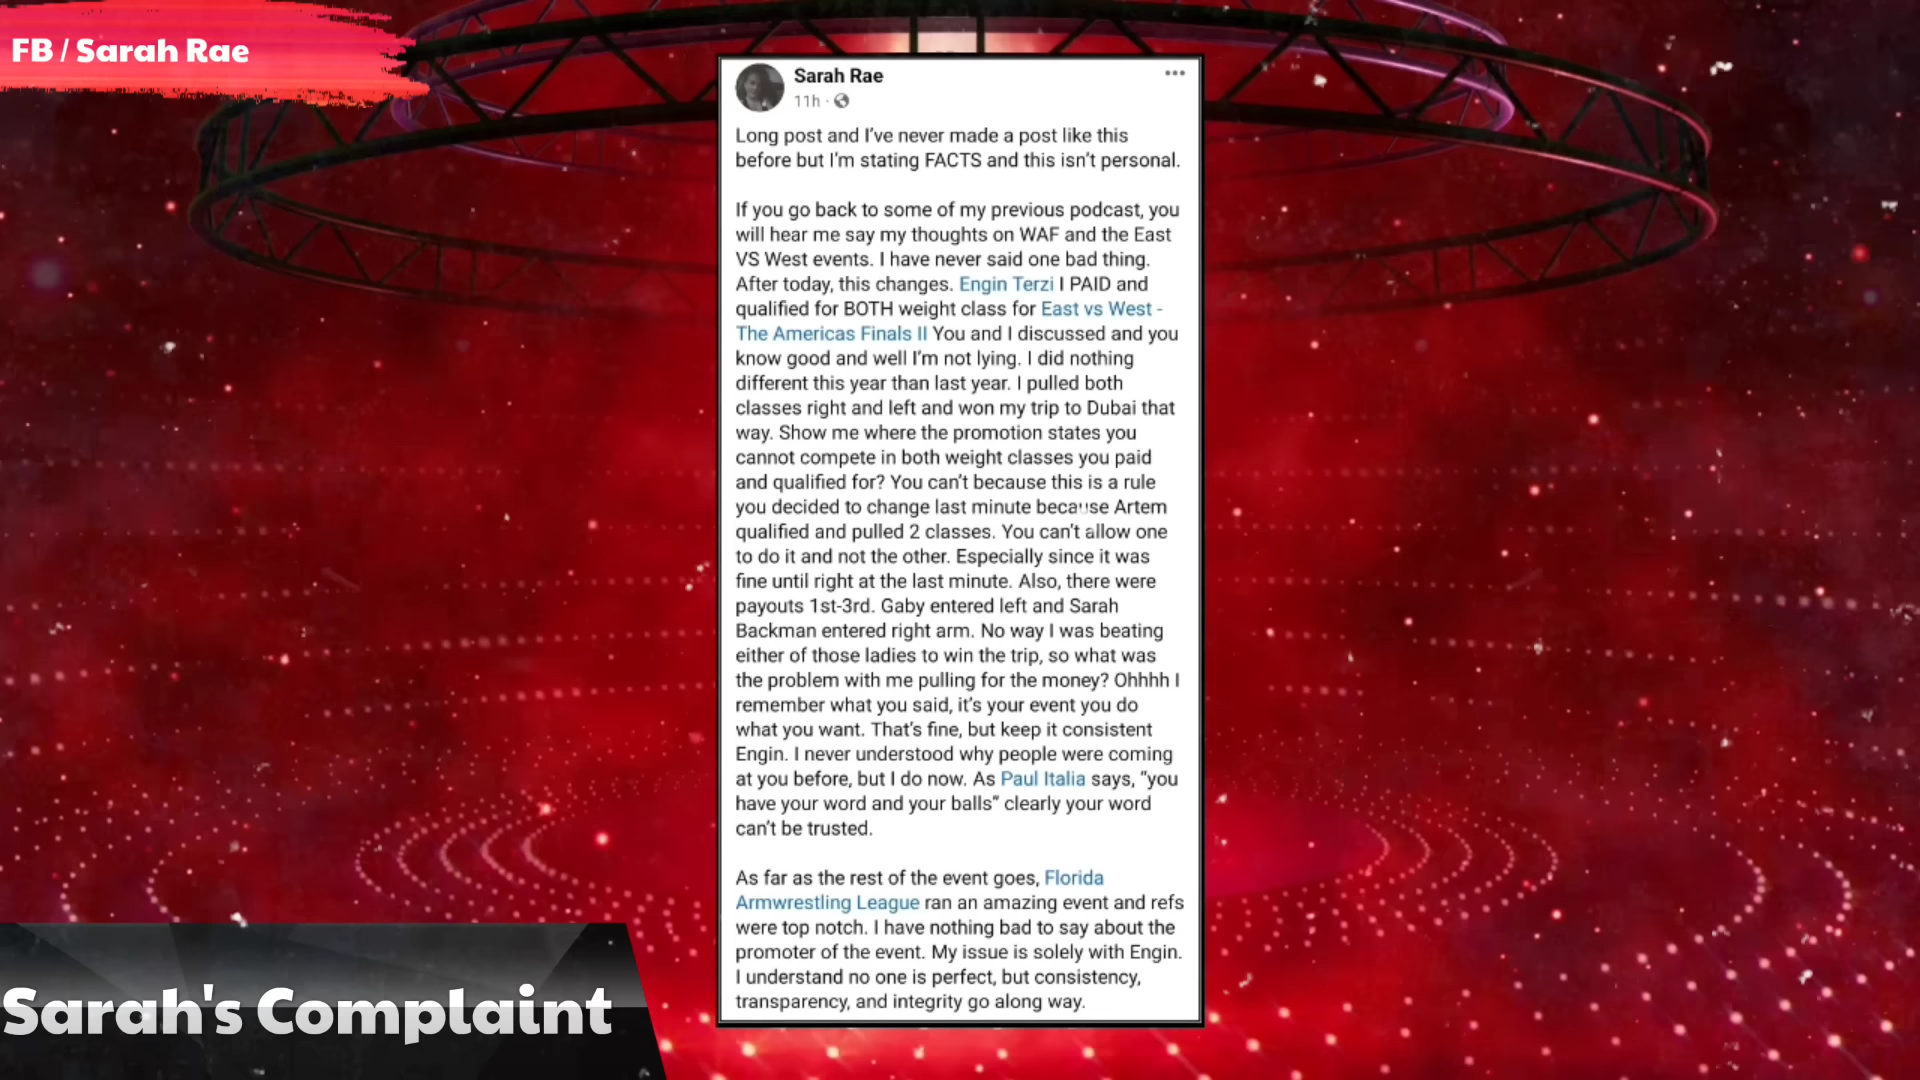 FB / Sarah Rae
Sarah Rae
11h ·
Long post and I've never made a post like this
before but I'm stating FACTS and this isn't personal.
If you go back to some of my previous podcast, you
will hear me say my thoughts on WAF and the East
VS West events. I have never said one bad thing.
After today, this changes. Engin Terzi I PAID and
qualified for BOTH weight class for East vs West -
The Americas Finals II You and I discussed and you
know good and well I'm not lying. I did nothing
different this year than last year. I pulled both
classes right and left and won my trip to Dubai that
way. Show me where the promotion states you
cannot compete in both weight classes you paid
and qualified for? You can't because this is a rule
you decided to change last minute because Artem
qualified and pulled 2 classes. You can't allow one
to do it and not the other. Especially since it was
fine until right at the last minute. Also, there were
payouts 1st-3rd. Gaby entered left and Sarah
Backman entered right arm. No way I was beating
either of those ladies to win the trip, so what was
the problem with me pulling for the money? Ohhhh I
remember what you said, it's your event you do
what you want. That's fine, but keep it consistent
Engin. I never understood why people were coming
at you before, but I do now. As Paul Italia says, "you
have your word and your balls" clearly your word
can't be trusted.
As far as the rest of the event goes, Florida
Armwrestling League ran an amazing event and refs
were top notch. I have nothing bad to say about the
promoter of the event. My issue is solely with Engin.
I understand no one is perfect, but consistency,
transparency, and integrity go along way.
Sarah's Complaint